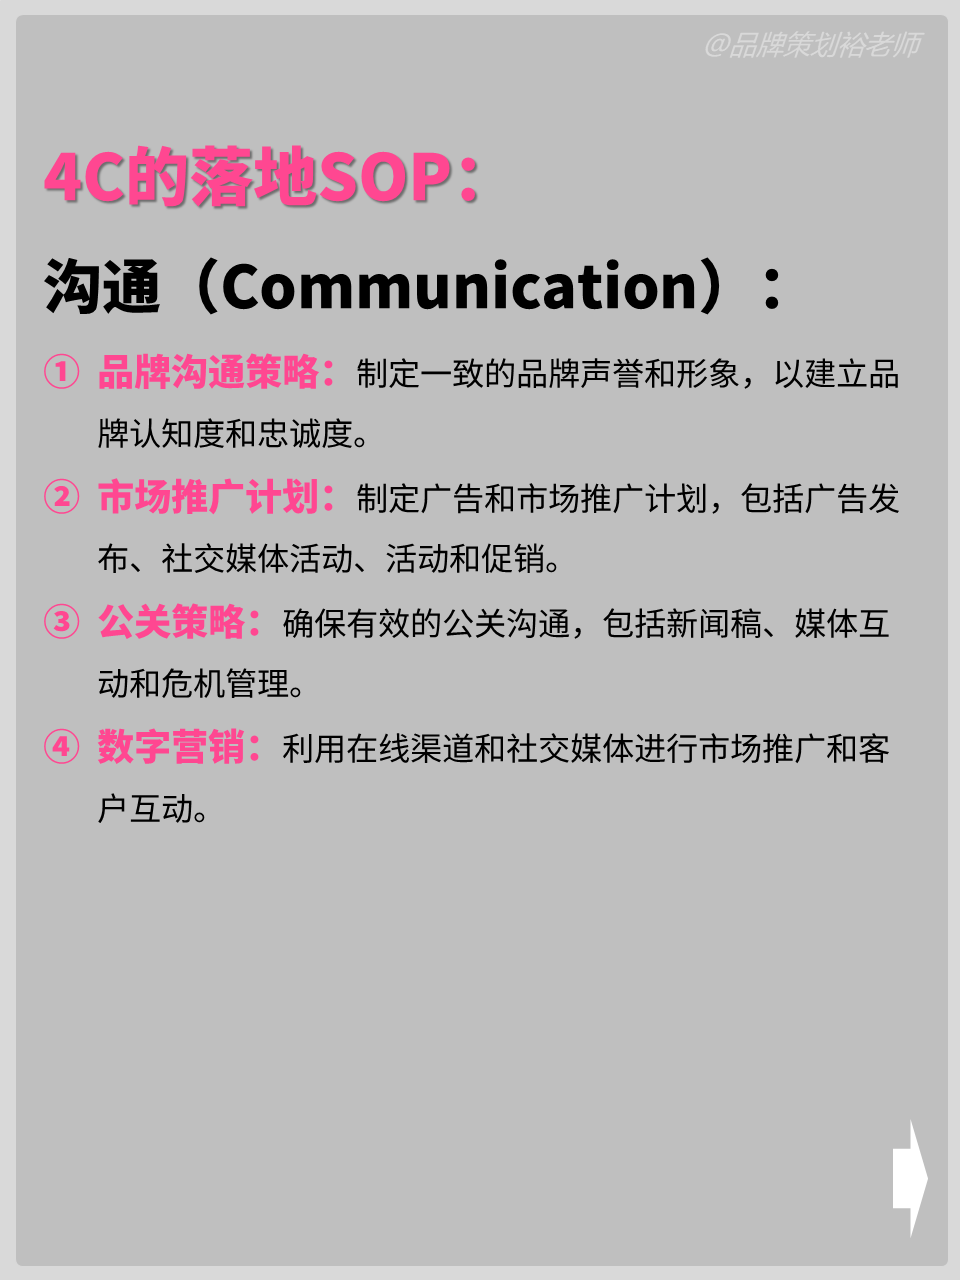 @品牌策划裕老师
4C的落地SOP：
沟通（Communication）：
① 品牌沟通策略：制定一致的品牌声誉和形象，以建立品
牌认知度和忠诚度。
② 市场推广计划：制定广告和市场推广计划，包括广告发
布、社交媒体活动、活动和促销。
③ 公关策略：确保有效的公关沟通，包括新闻稿、媒体互
动和危机管理。
④ 数字营销：利用在线渠道和社交媒体进行市场推广和客
户互动。